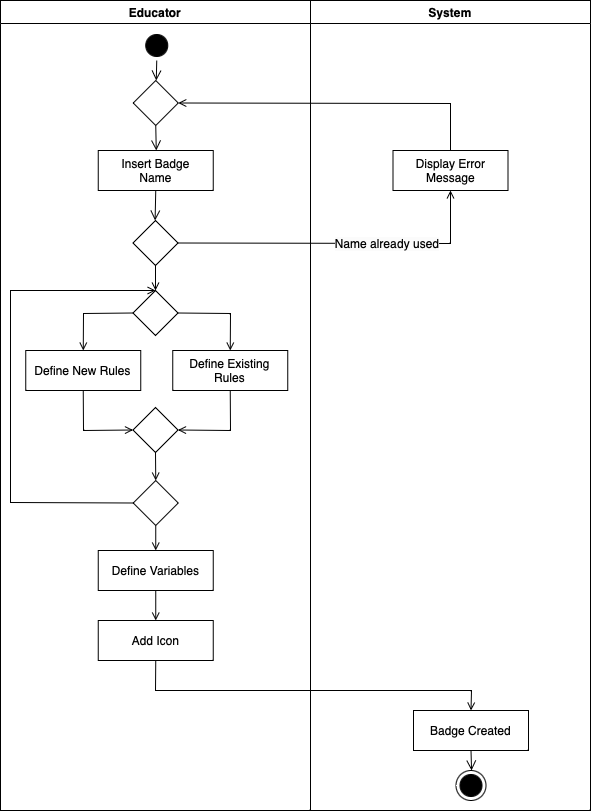 Educator
System
Insert Badge
Name
Display Error
Message
Name already used
Define New Rules
Define Existing
Rules
Define Variables
Add Icon
Badge Created